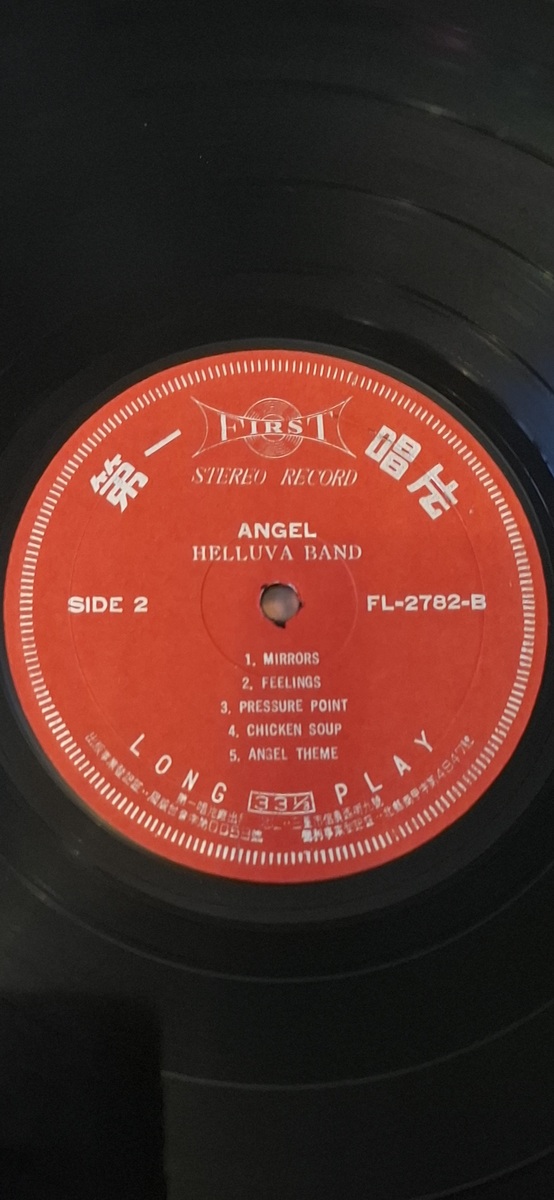 FIRST
第一唱片
STEREO RECORD
ANGEL
HELLUVA BAND
SIDE 2
FL-2782-B
1. MIRRORS
2. FEELINGS
3. PRESSURE POINT
4. CHICKEN SOUP
5. ANGEL THEME
LONG 33⅓ PLAY